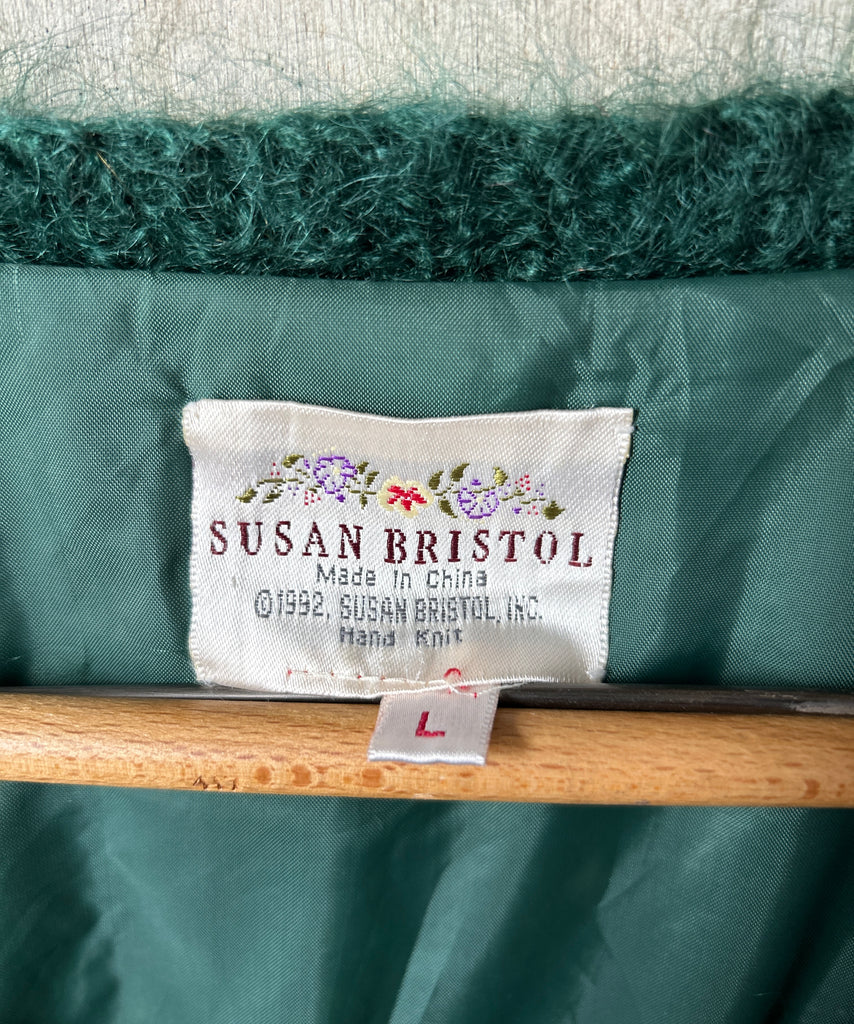 SUSAN BRISTOL
Made In China
©1992, SUSAN BRISTOL, INC.
Hand Knit
L